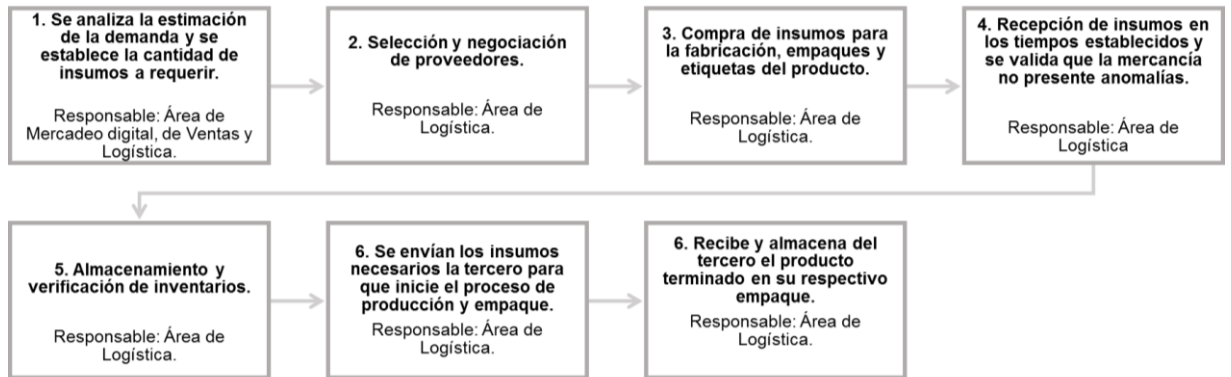 1. Se analiza la estimación
de la demanda y se
establece la cantidad de
insumos a requerir.
Responsable: Área de
Mercadeo digital, de Ventas y
Logística.
2. Selección y negociación
de proveedores.
Responsable: Área de
Logística.
3. Compra de insumos para
la fabricación, empaques y
etiquetas del producto.
Responsable: Área de
Logística.
4. Recepción de insumos en
los tiempos establecidos y
se valida que la mercancía
no presente anomalías.
Responsable: Área de
Logística
5. Almacenamiento y
verificación de inventarios.
Responsable: Área de
Logística.
6. Se envían los insumos
necesarios la tercero para
que inicie el proceso de
producción y empaque.
Responsable: Área de
Logística.
6. Recibe y almacena del
tercero el producto
terminado en su respectivo
empaque.
Responsable: Área de
Logística.